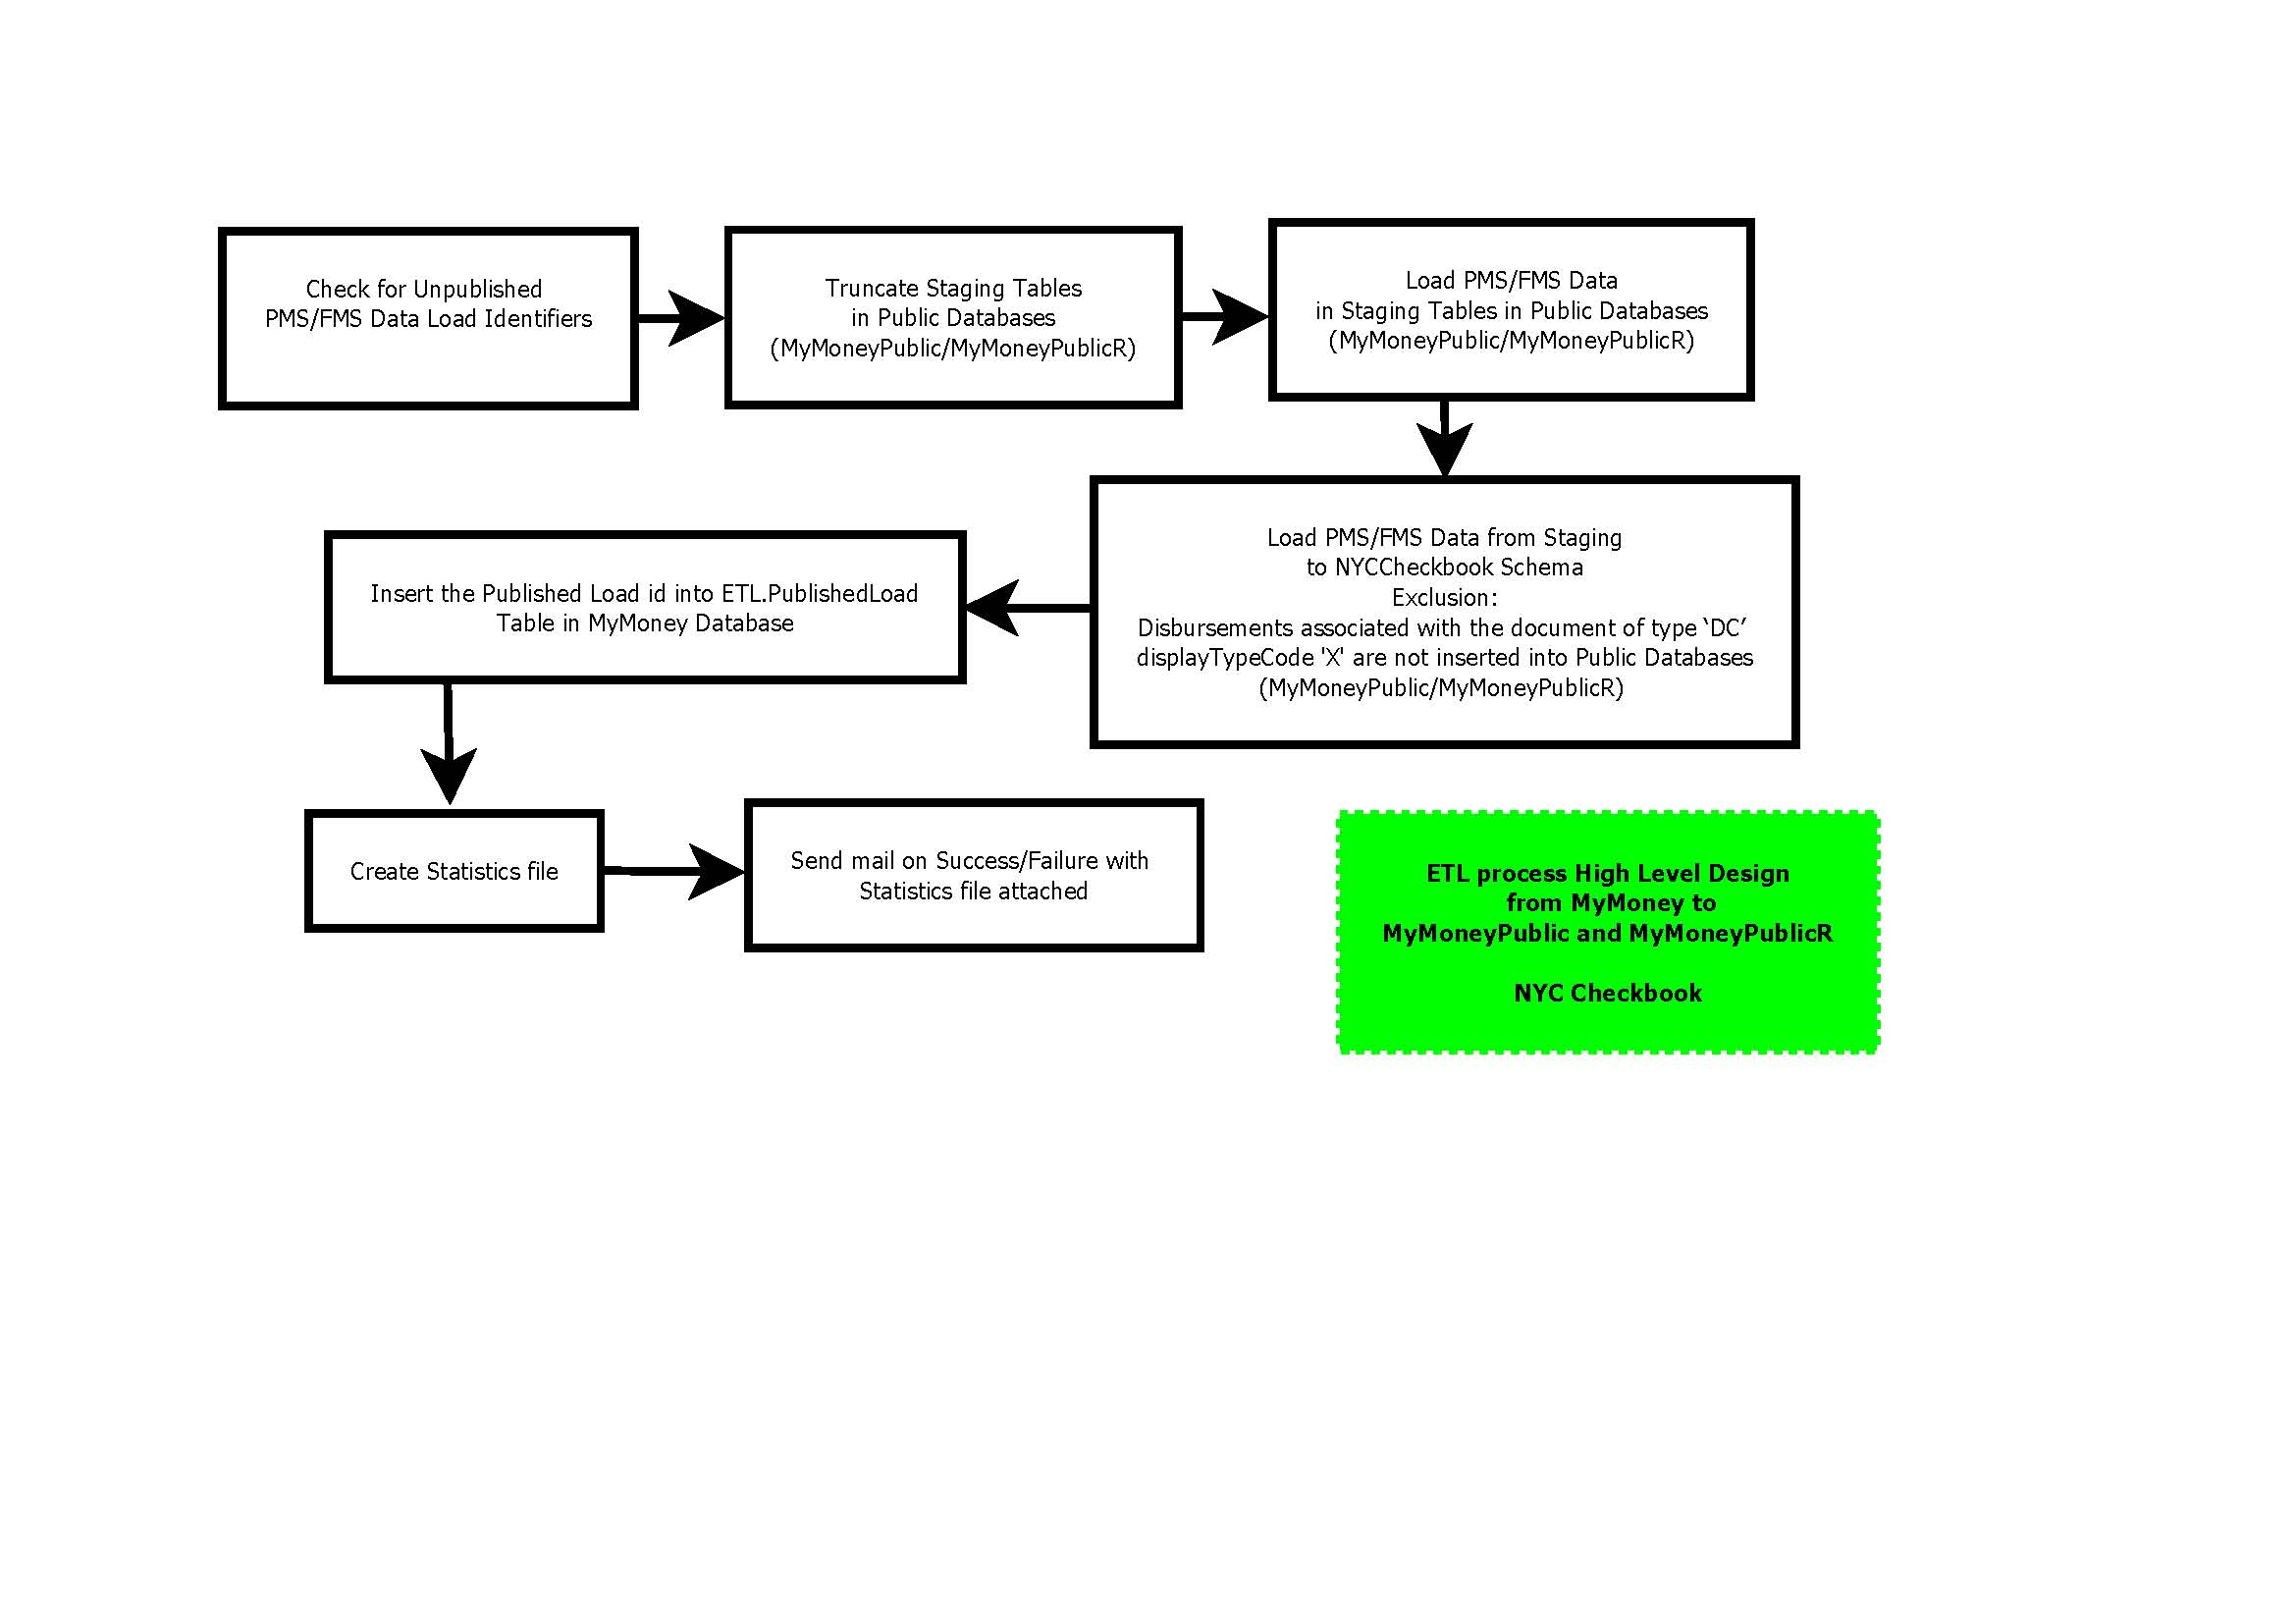 Check for Unpublished
PMS/FMS Data Load Identifiers
Truncate Staging Tables
in Public Databases
(MyMoneyPublic/MyMoneyPublicR)
Load PMS/FMS Data
in Staging Tables in Public Databases
(MyMoneyPublic/MyMoneyPublicR)
Load PMS/FMS Data from Staging
to NYCCheckbook Schema
Exclusion:
Disbursements associated with the document of type ‘DC’
displayTypeCode 'X' are not inserted into Public Databases
(MyMoneyPublic/MyMoneyPublicR)
Insert the Published Load id into ETL.PublishedLoad
Table in MyMoney Database
Create Statistics file
Send mail on Success/Failure with
Statistics file attached
ETL process High Level Design
from MyMoney to
MyMoneyPublic and MyMoneyPublicR
NYC Checkbook